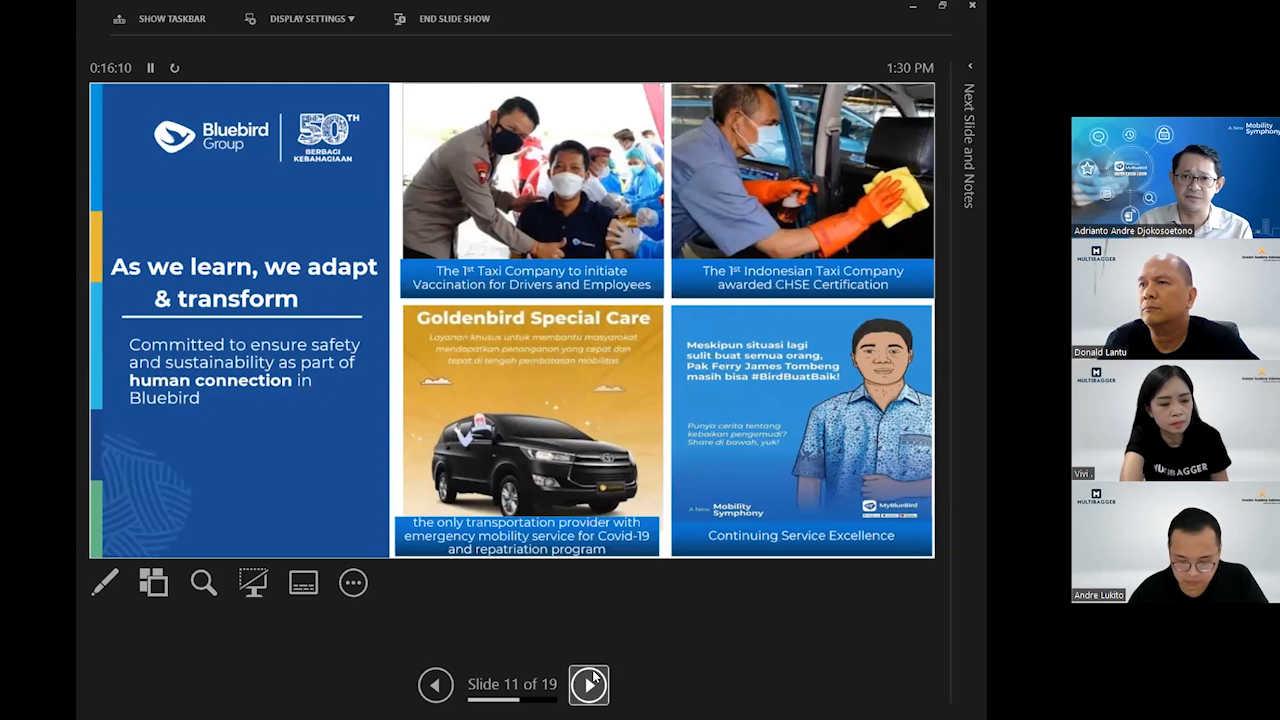 SHOW TASKBAR
DISPLAY SETTINGS ▼
END SLIDE SHOW
0:16:10
1:30 PM
Next Slide and Notes
Bluebird
Group
50TH
BERBAGI
KEBAHAGIAAN
As we learn, we adapt
& transform
Committed to ensure safety
and sustainability as part of
human connection in
Bluebird
The 1st Taxi Company to initiate
Vaccination for Drivers and Employees
The 1st Indonesian Taxi Company
awarded CHSE Certification
Goldenbird Special Care
Layanan khusus untuk membantu masyarakat
mendapatkan penanganan yang cepat dan
tepat di tengah pembatasan mobilitas
the only transportation provider with
emergency mobility service for Covid-19
and repatriation program
Meskipun situasi lagi
sulit buat semua orang,
Pak Ferry James Tombeng
masih bisa #BirdBuatBaik!
Punya cerita tentang
kebaikan pengemudi?
Share di bawah, yuk!
A New
Mobility
Symphony
MyBlueBird
Continuing Service Excellence
Slide 11 of 19
A New
Mobility
Symphony
MyBlueBird
Adrianto Andre Djokosoetono
MULTIBAGGER
Donald Lantu
MULTIBAGGER
MULTIBAGGER
Vivi .
MULTIBAGGER
Andre Lukito